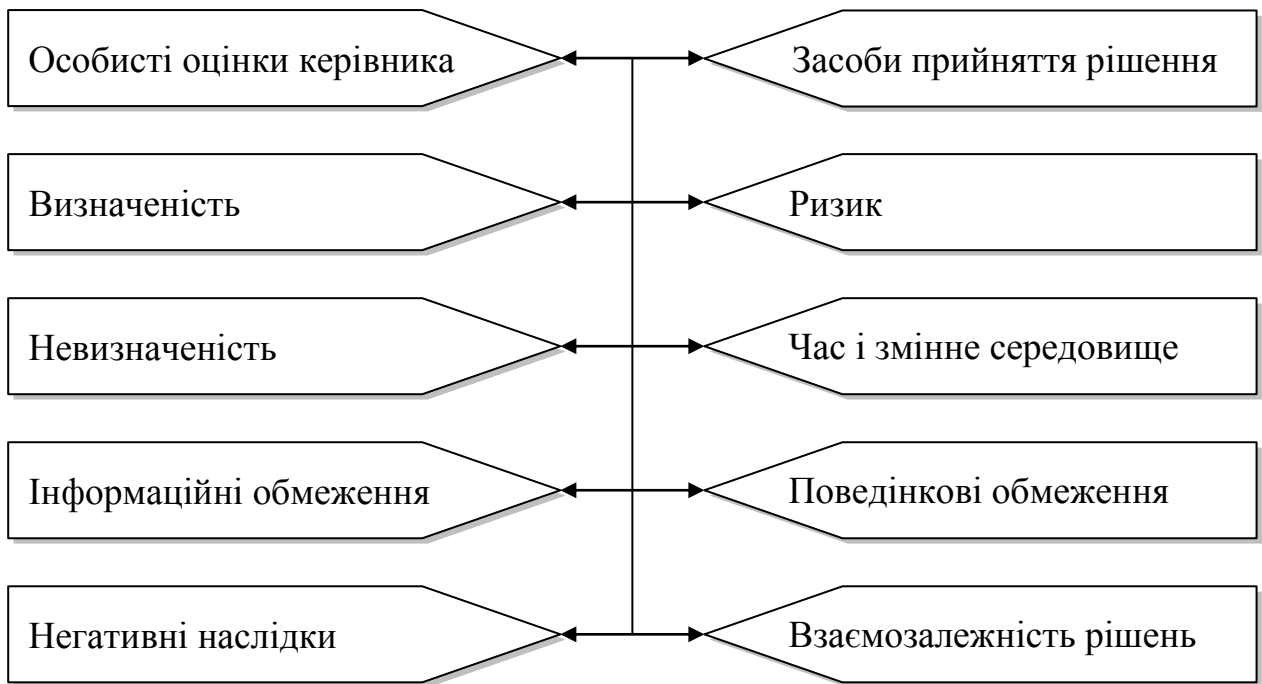 Особисті оцінки керівника
Засоби прийняття рішення
Визначеність
Ризик
Невизначеність
Час і змінне середовище
Інформаційні обмеження
Поведінкові обмеження
Негативні наслідки
Взаємозалежність рішень